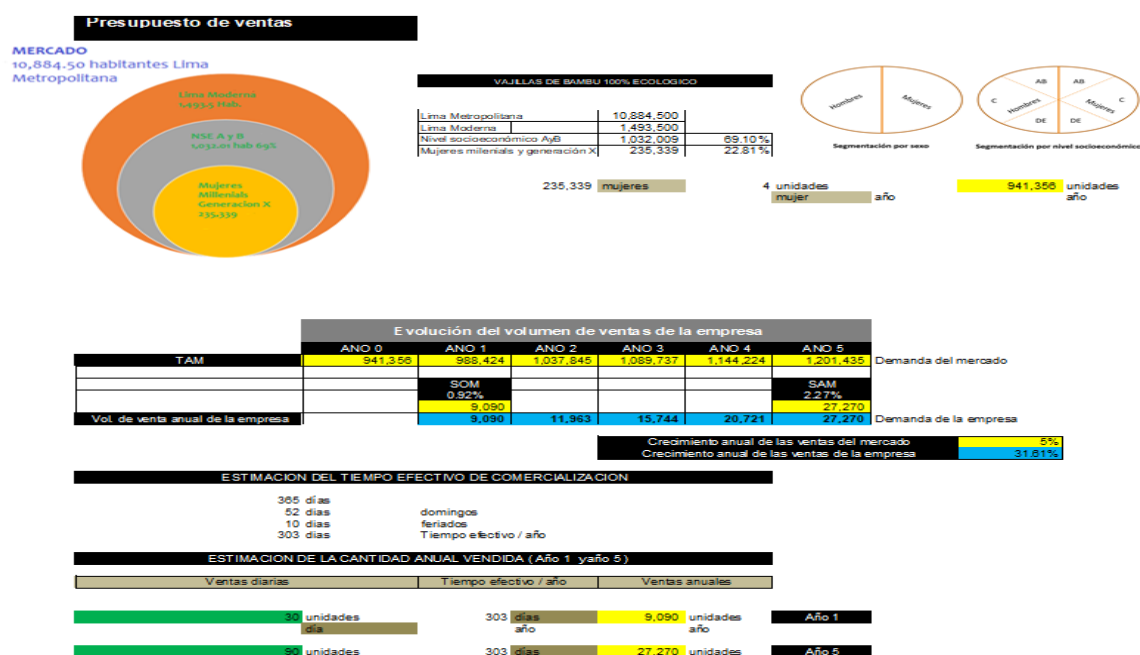 Presupuesto de ventas
MERCADO
10,884.50 habitantes Lima
Metropolitana
Lima Moderna
1,493.5 Hab.
NSE A y B
1,032.01 hab 69%
Mujeres
Millenials
Generacion X
235.339
VAJILLAS DE BAMBU 100% ECOLOGICO
Lima Metropolitana 10,884,500
Lima Moderna 1,493,500
Nivel socioeconómico AyB 1,032,009 69.10%
Mujeres milenials y generación X 235,339 22.81%
Hombres Mujeres
Segmentación por sexo
AB AB
C Hombres Mujeres C
DE DE
Segmentación por nivel socioeconómico
235,339 mujeres 4 unidades 941,356 unidades
mujer año año
Evolución del volumen de ventas de la empresa
ANO 0 ANO 1 ANO 2 ANO 3 ANO 4 ANO 5
TAM 941,356 988,424 1,037,845 1,089,737 1,144,224 1,201,435 Demanda del mercado
SOM SAM
0.92% 2.27%
9,090 27,270
Vol. de venta anual de la empresa 9,090 11,963 15,744 20,721 27,270 Demanda de la empresa
Crecimiento anual de las ventas del mercado 5%
Crecimiento anual de las ventas de la empresa 31.61%
ESTIMACION DEL TIEMPO EFECTIVO DE COMERCIALIZACION
365 días
52 dias domingos
10 dias feriados
303 dias Tiempo efectivo / año
ESTIMACION DE LA CANTIDAD ANUAL VENDIDA ( Año 1 yaño 5 )
Ventas diarias Tiempo efectivo / año Ventas anuales
30 unidades 303 días 9,090 unidades Año 1
día año año
90 unidades 303 días 27,270 unidades Año 5